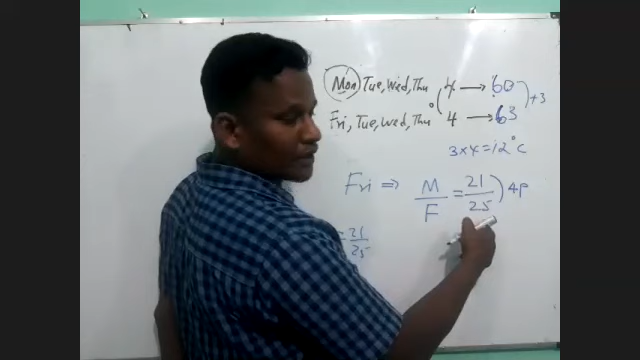 Mon, Tue, Wed, Thu ( 4 → 60 ) +3
Fri, Tue, Wed, Thu ° 4 → 63
3 × 4 = 12°C
Fri ⇒ M/F = 21/25 ) 4P
= 21/25